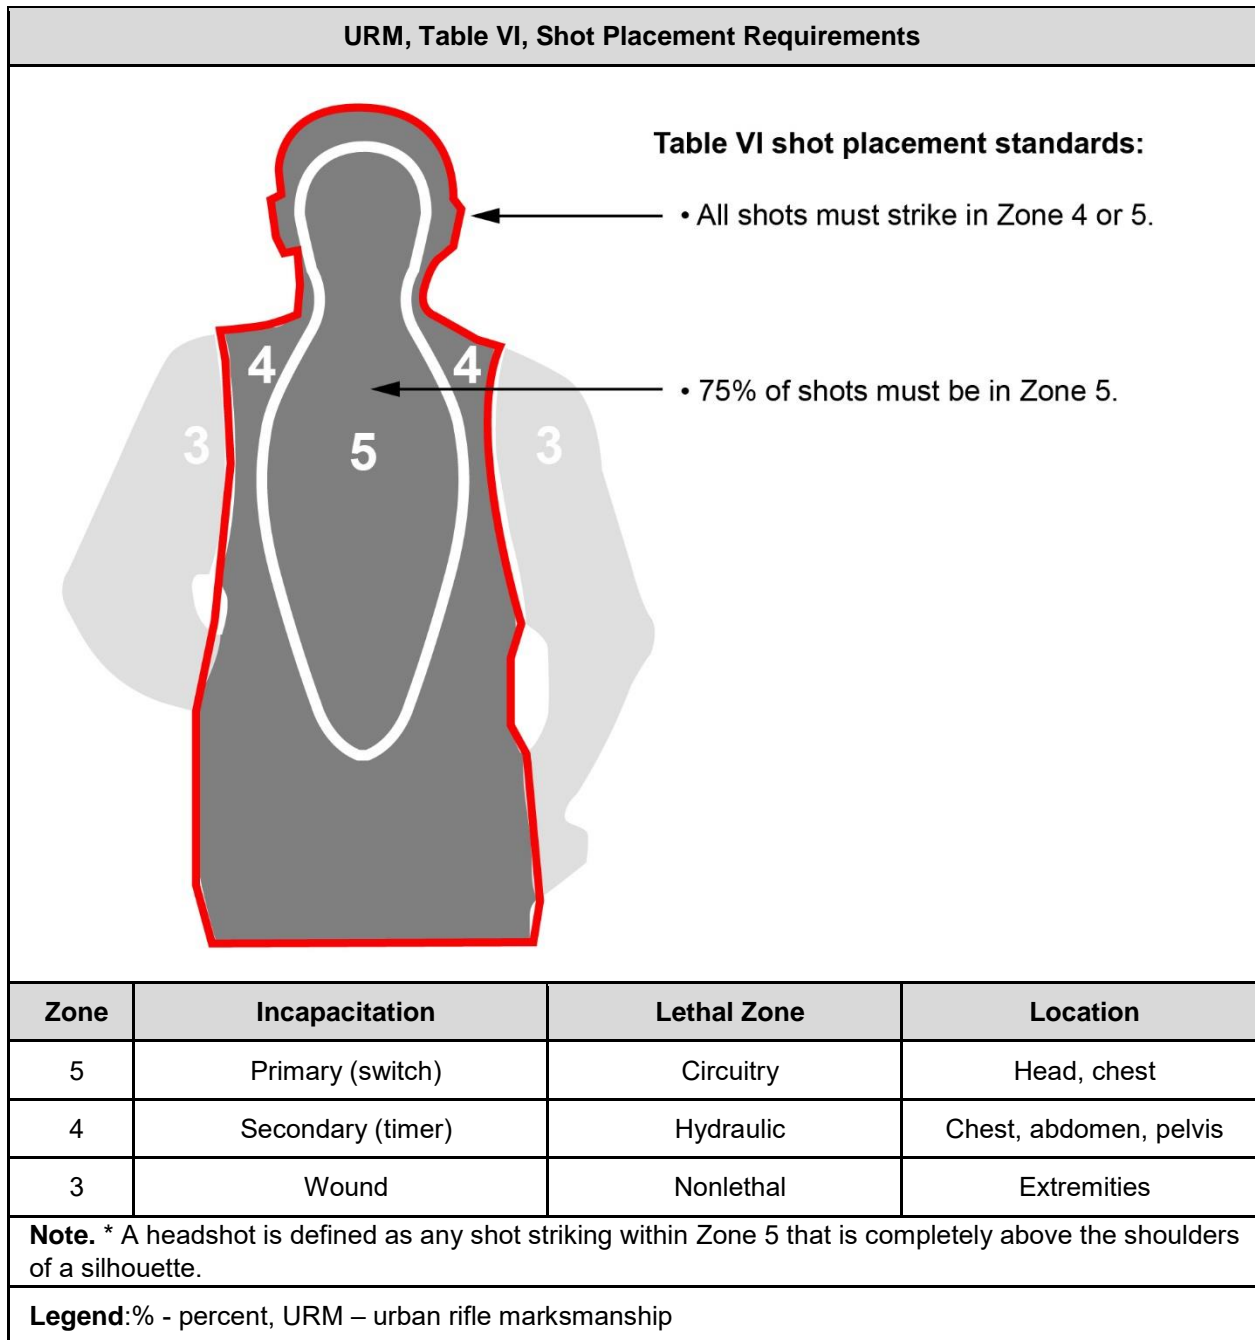 URM, Table VI, Shot Placement Requirements
Table VI shot placement standards:
• All shots must strike in Zone 4 or 5.
4 4
• 75% of shots must be in Zone 5.
3 5 3
Zone Incapacitation Lethal Zone Location
5 Primary (switch) Circuitry Head, chest
4 Secondary (timer) Hydraulic Chest, abdomen, pelvis
3 Wound Nonlethal Extremities
Note. * A headshot is defined as any shot striking within Zone 5 that is completely above the shoulders
of a silhouette.
Legend:% - percent, URM – urban rifle marksmanship